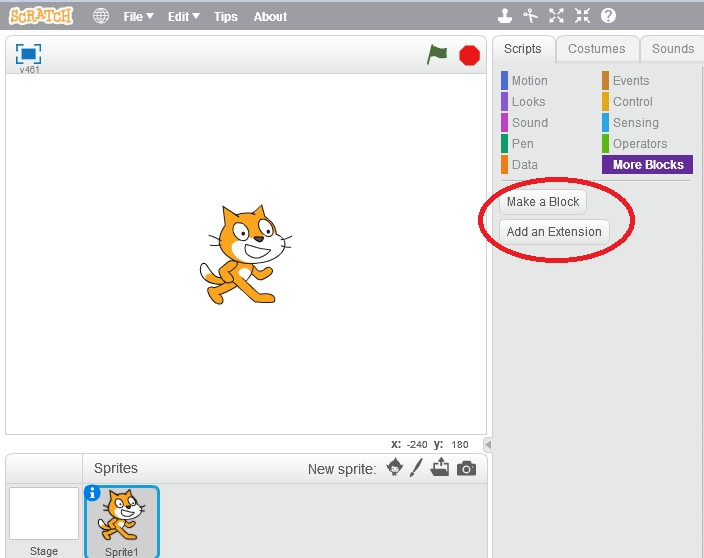 SCRATCH File Edit Tips About
v461
Scripts Costumes Sounds
Motion Events
Looks Control
Sound Sensing
Pen Operators
Data More Blocks
Make a Block
Add an Extension
x: -240 y: 180
Sprites New sprite:
Stage Sprite1